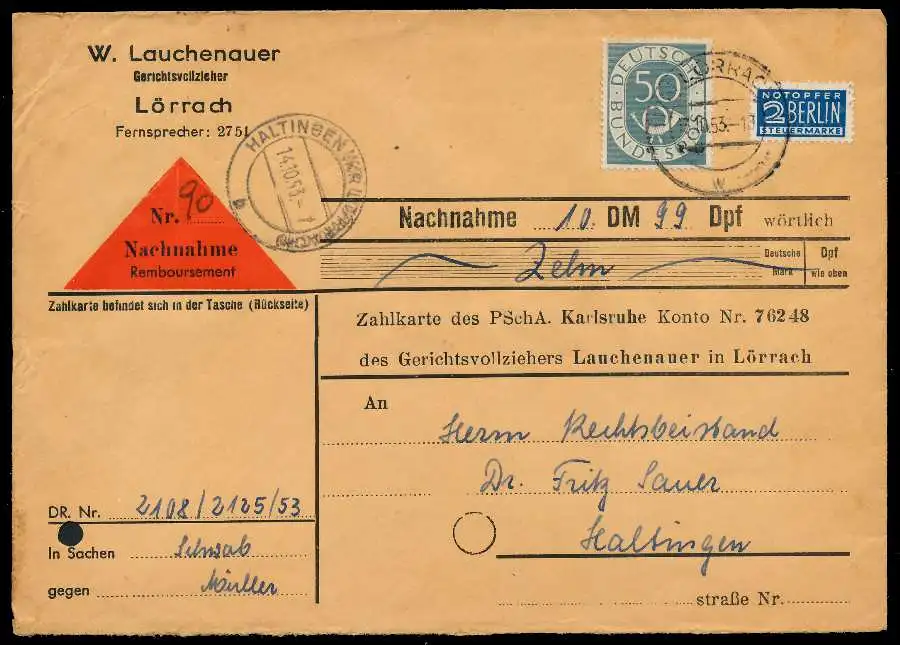 W. Lauchenauer
Gerichtsvollzieher
Lörrach
Fernsprecher: 2751
HALTINGEN
14.10.53.
b
DEUTSCHE
BUNDESPOST
50
LÖRRACH
10.53.-13
w
NOTOPFER
2 BERLIN
STEUERMARKE
Nr. 90
Nachnahme
Remboursement
Nachnahme 10 DM 99 Dpf wörtlich
Zehn
Deutsche Mark
Dpf wie oben
Zahlkarte befindet sich in der Tasche (Rückseite)
Zahlkarte des PSchA. Karlsruhe Konto Nr. 76248
des Gerichtsvollziehers Lauchenauer in Lörrach
An
Herrn Rechtsbeistand
Dr. Fritz Sauer
Haltingen
straße Nr.
DR. Nr. 2108/2125/53
In Sachen Schwab
gegen Müller